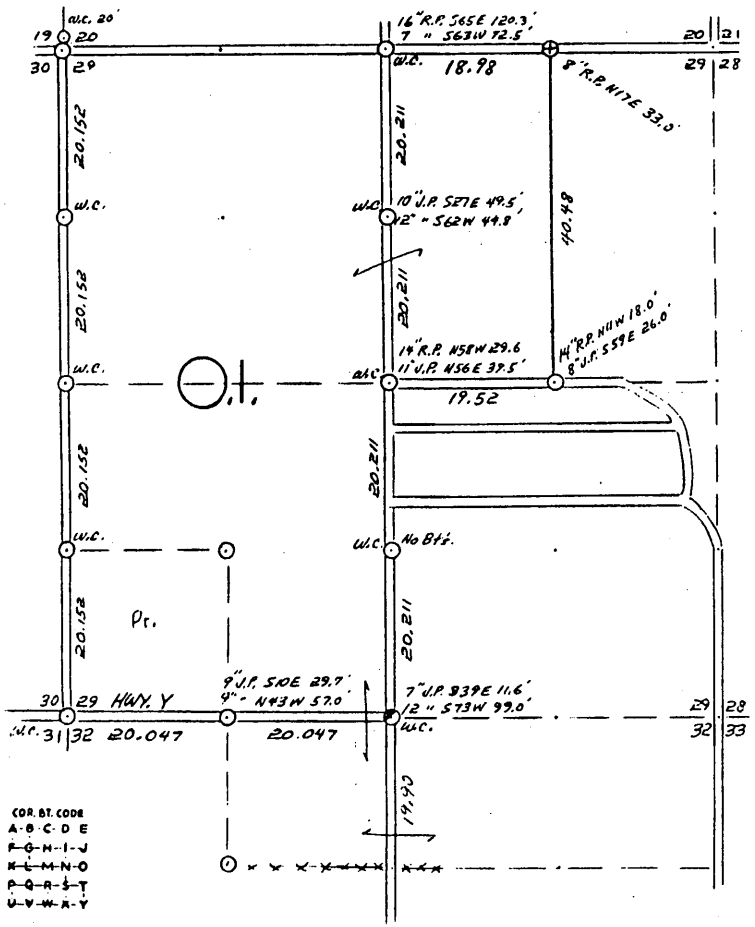 W.C. 20'
19 20
30 29
16" R.P. S65E 120.3'
7 " S63W 72.5'
W.C.
18.98
20 21
29 28
8" R.P. N17E 33.0'
20.152
20.211
W.C.
W.C. 10" J.P. S27E 49.5'
12" " S62W 44.8'
40.48
20.152
20.211
14" R.P. N11W 18.0'
8" J.P. S59E 26.0'
14" R.P. N58W 29.6
W.C. 11" J.P. N56E 39.5'
W.C.
O.1.
19.52
20.152
20.211
W.C.
W.C. No Bts.
Pr.
20.152
20.211
9" J.P. S10E 29.7'
4" " N43W 57.0'
7" J.P. S39E 11.6'
12 " S73W 99.0'
W.C.
30 29 HWY. Y
29 28
W.C. 31 32 20.047 20.047
32 33
19.90
COR. BT. CODE
A-B-C-D E
F-G-H-I-J
K-L-M-N-O
P-Q-R-S-T
U-V-W-X-Y